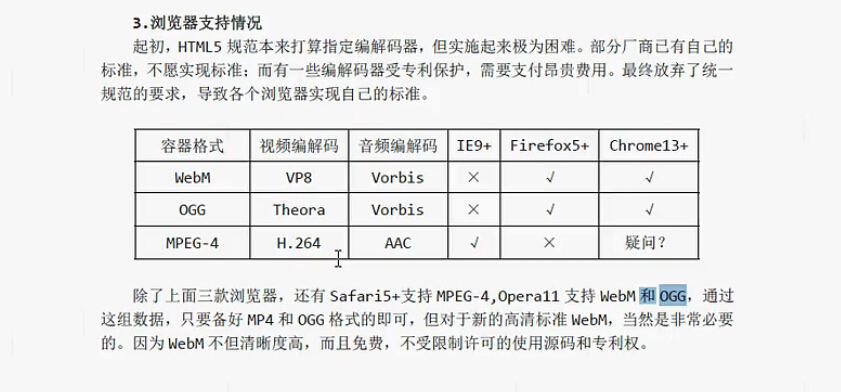 3.浏览器支持情况
起初，HTML5 规范本来打算指定编解码器，但实施起来极为困难。部分厂商已有自己的
标准，不愿实现标准；而有一些编解码器受专利保护，需要支付昂贵费用。最终放弃了统一
规范的要求，导致各个浏览器实现自己的标准。
容器格式 视频编解码 音频编解码 IE9+ Firefox5+ Chrome13+
WebM VP8 Vorbis × √ √
OGG Theora Vorbis × √ √
MPEG-4 H.264 AAC √ × 疑问？
除了上面三款浏览器，还有 Safari5+支持 MPEG-4,Opera11 支持 WebM 和 OGG，通过
这组数据，只要备好 MP4 和 OGG 格式的即可，但对于新的高清标准 WebM，当然是非常必要
的。因为 WebM 不但清晰度高，而且免费，不受限制许可的使用源码和专利权。